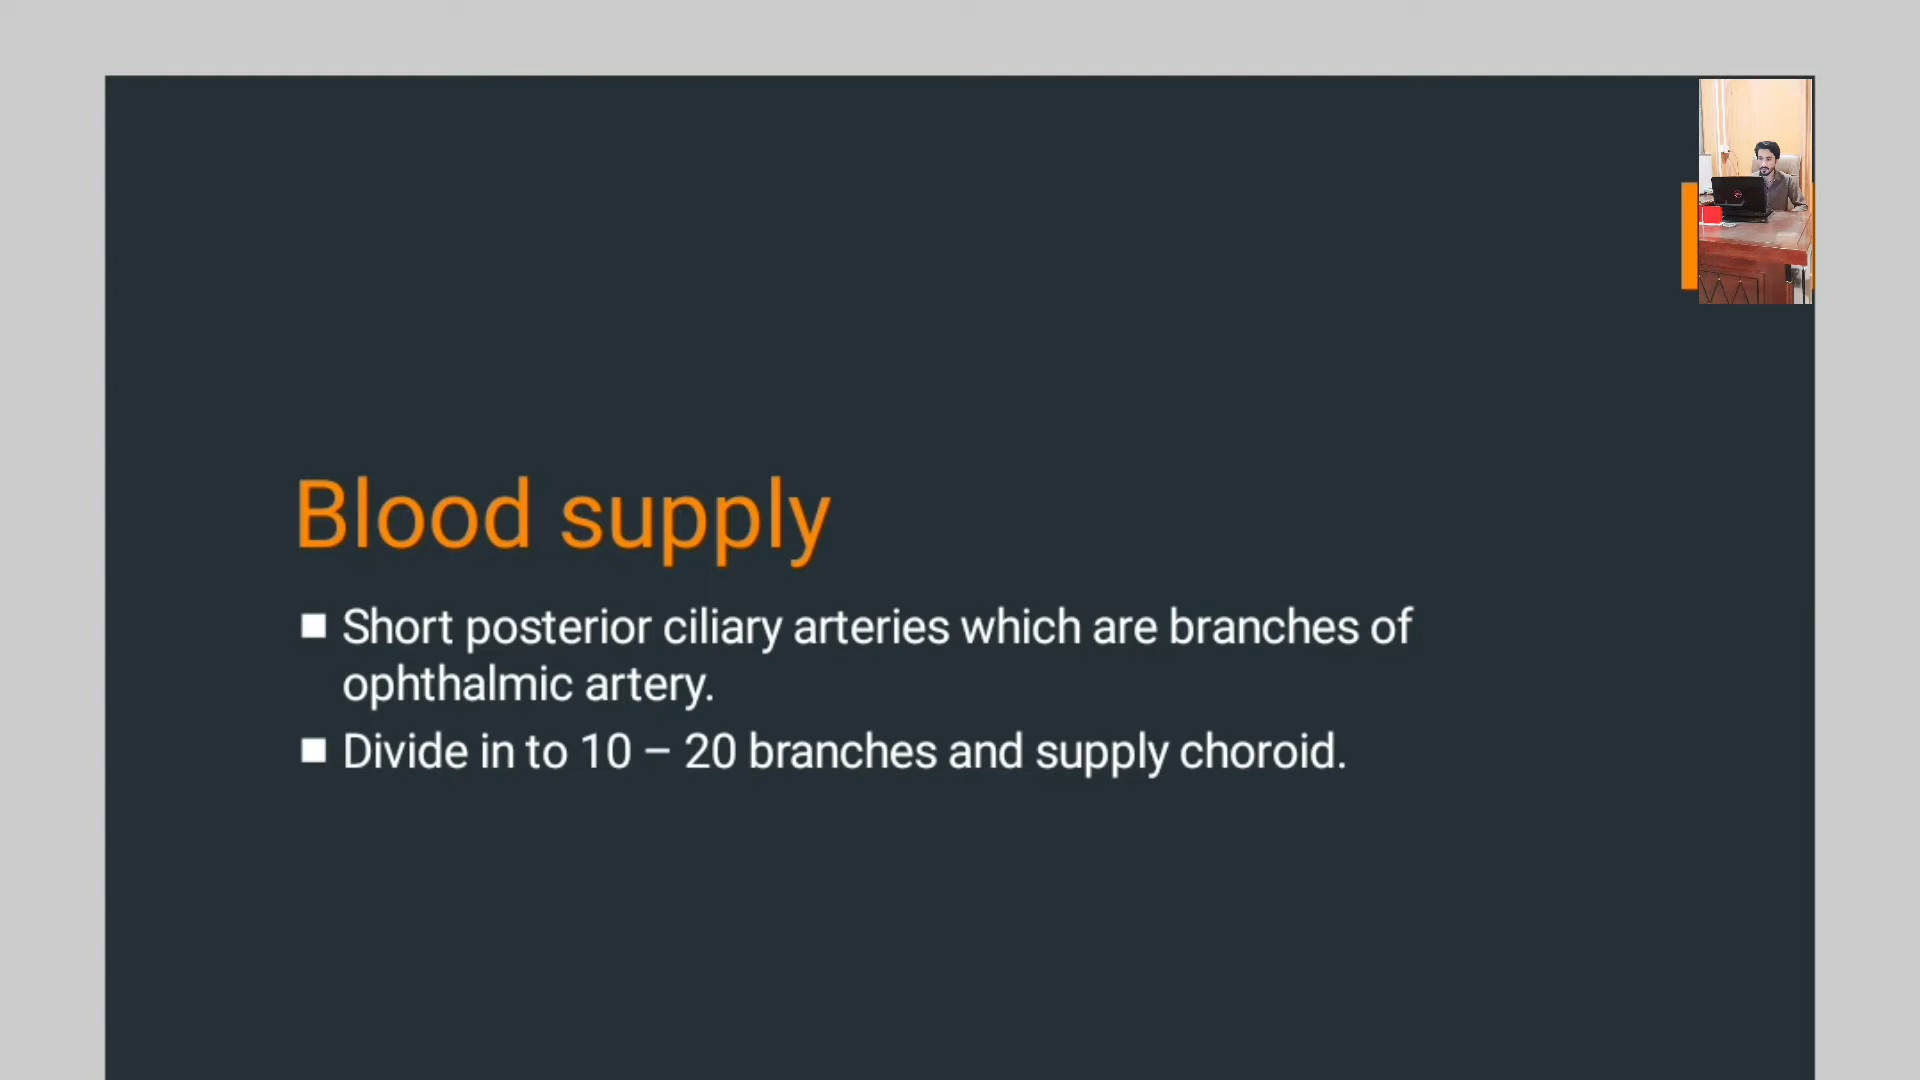 Blood supply
Short posterior ciliary arteries which are branches of
ophthalmic artery.
Divide in to 10 – 20 branches and supply choroid.